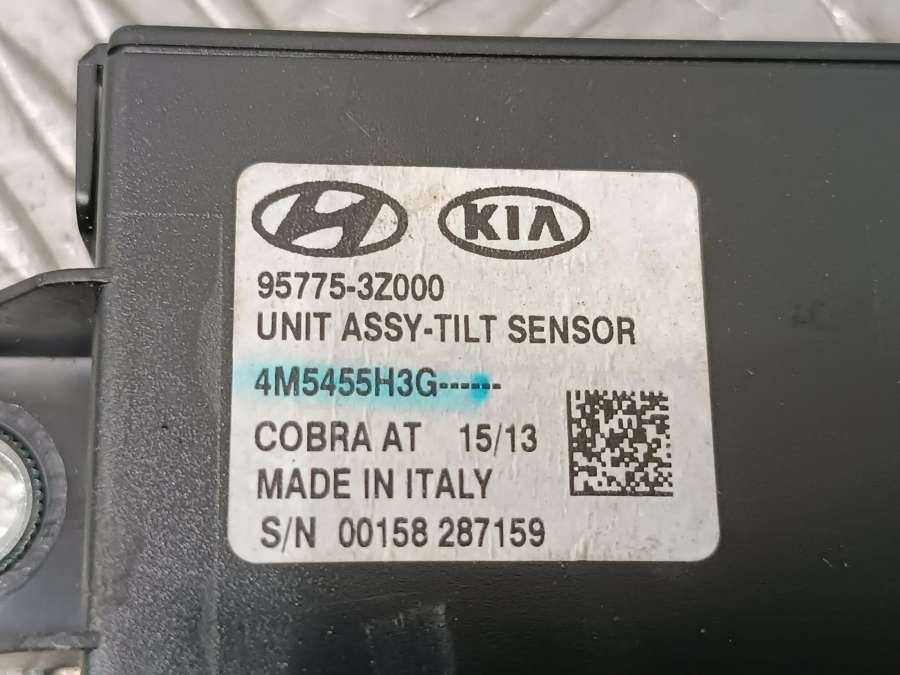 KIA
95775-3Z000
UNIT ASSY-TILT SENSOR
4M5455H3G------
COBRA AT 15/13
MADE IN ITALY
S/N 00158 287159